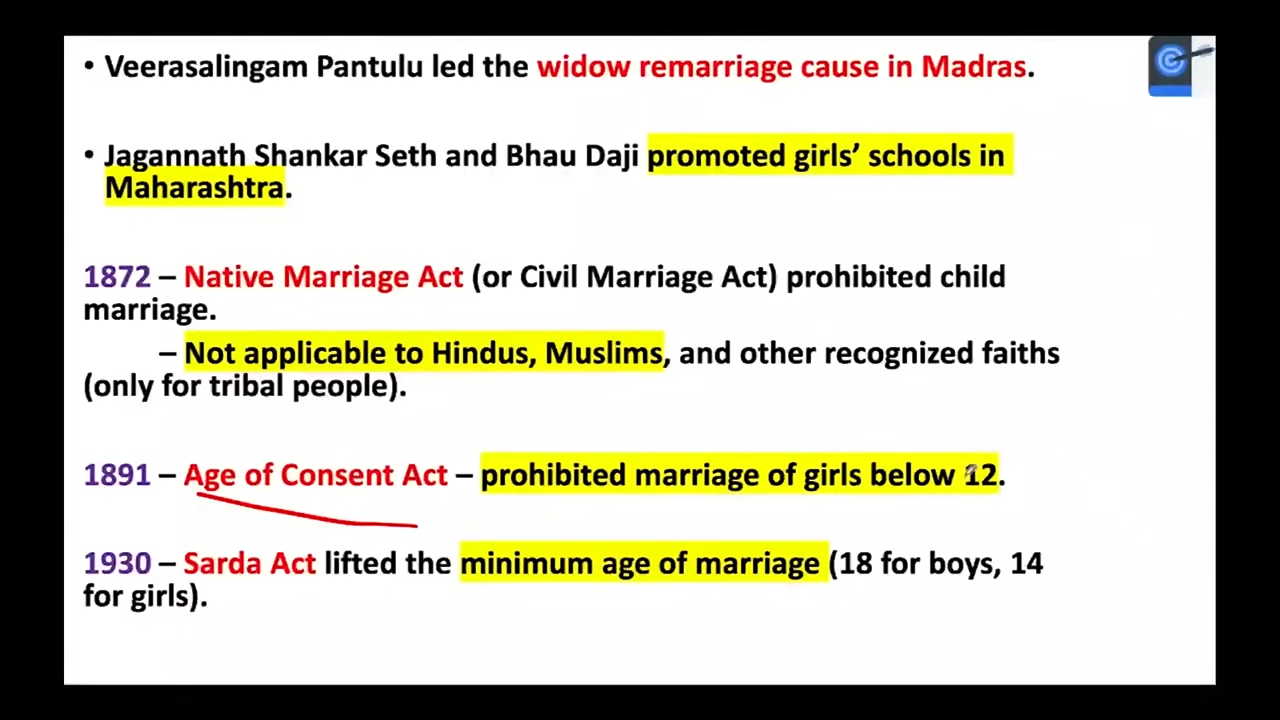 • Veerasalingam Pantulu led the widow remarriage cause in Madras.
• Jagannath Shankar Seth and Bhau Daji promoted girls’ schools in
Maharashtra.
1872 – Native Marriage Act (or Civil Marriage Act) prohibited child
marriage.
– Not applicable to Hindus, Muslims, and other recognized faiths
(only for tribal people).
1891 – Age of Consent Act – prohibited marriage of girls below 12.
1930 – Sarda Act lifted the minimum age of marriage (18 for boys, 14
for girls).